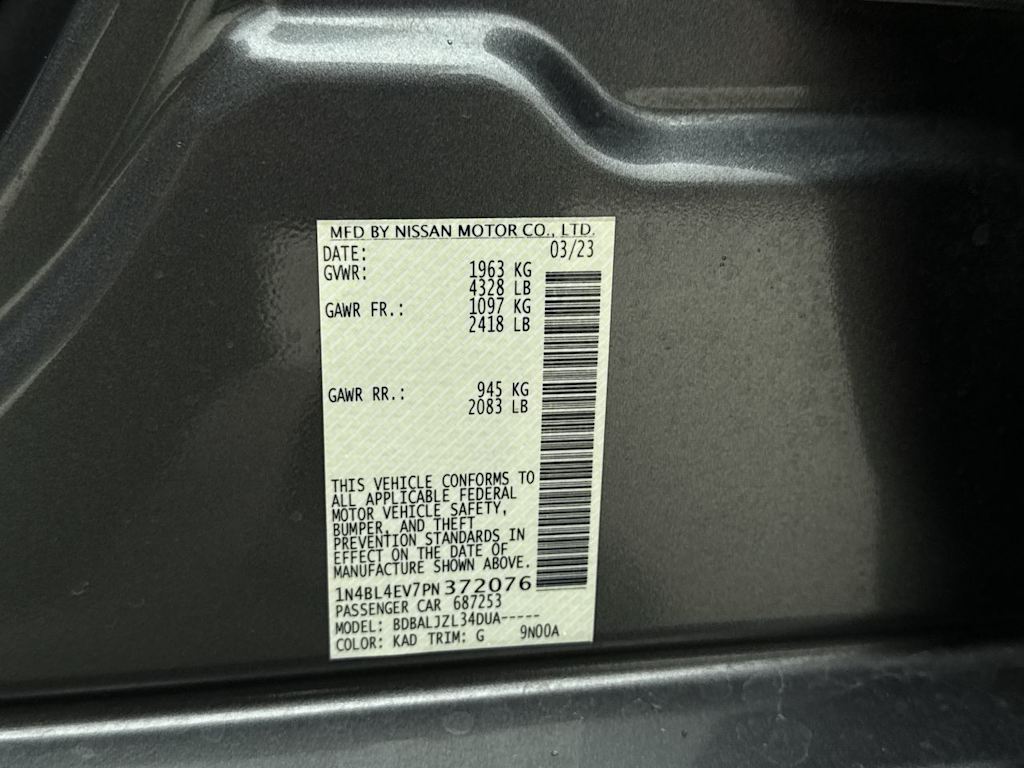 MFD BY NISSAN MOTOR CO., LTD.
DATE: 03/23
GVWR: 1963 KG
4328 LB
GAWR FR.: 1097 KG
2418 LB
GAWR RR.: 945 KG
2083 LB
THIS VEHICLE CONFORMS TO
ALL APPLICABLE FEDERAL
MOTOR VEHICLE SAFETY,
BUMPER, AND THEFT
PREVENTION STANDARDS IN
EFFECT ON THE DATE OF
MANUFACTURE SHOWN ABOVE.
1N4BL4EV7PN372076
PASSENGER CAR 687253
MODEL: BDBALJZL34DUA-----
COLOR: KAD TRIM: G 9N00A